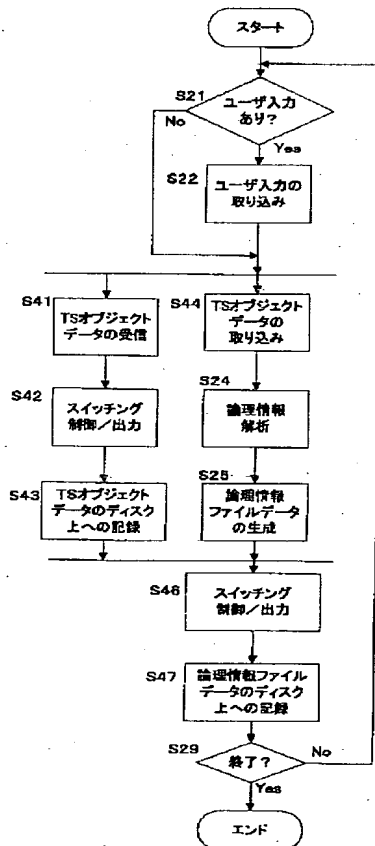 スタート
S21
ユーザ入力
あり?
No
Yes
S22
ユーザ入力の
取り込み
S41
TSオブジェクト
データの受信
S44
TSオブジェクト
データの
取り込み
S42
スイッチング
制御/出力
S24
論理情報
解析
S43
TSオブジェクト
データのディスク
上への記録
S25
論理情報
ファイルデータ
の生成
S46
スイッチング
制御/出力
S47
論理情報ファイル
データのディスク
上への記録
S29
終了?
No
Yes
エンド